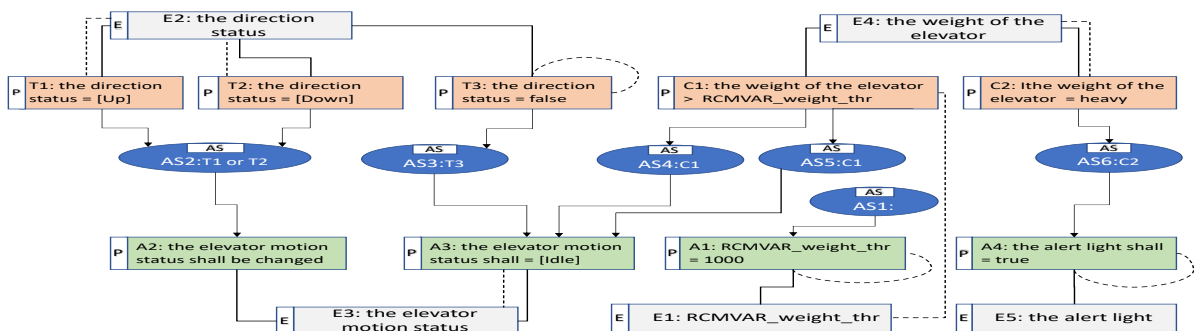 E
E2: the direction
status
E
E4: the weight of the
elevator
P
T1: the direction
status = [Up]
P
T2: the direction
status = [Down]
P
T3: the direction
status = false
P
C1: the weight of the elevator
> RCMVAR_weight_thr
P
C2: Ithe weight of the
elevator = heavy
AS
AS2:T1 or T2
AS
AS3:T3
AS
AS4:C1
AS
AS5:C1
AS
AS6:C2
AS
AS1:
P
A2: the elevator motion
status shall be changed
P
A3: the elevator motion
status shall = [Idle]
P
A1: RCMVAR_weight_thr
= 1000
P
A4: the alert light shall
= true
E
E3: the elevator
motion status
E
E1: RCMVAR_weight_thr
E
E5: the alert light